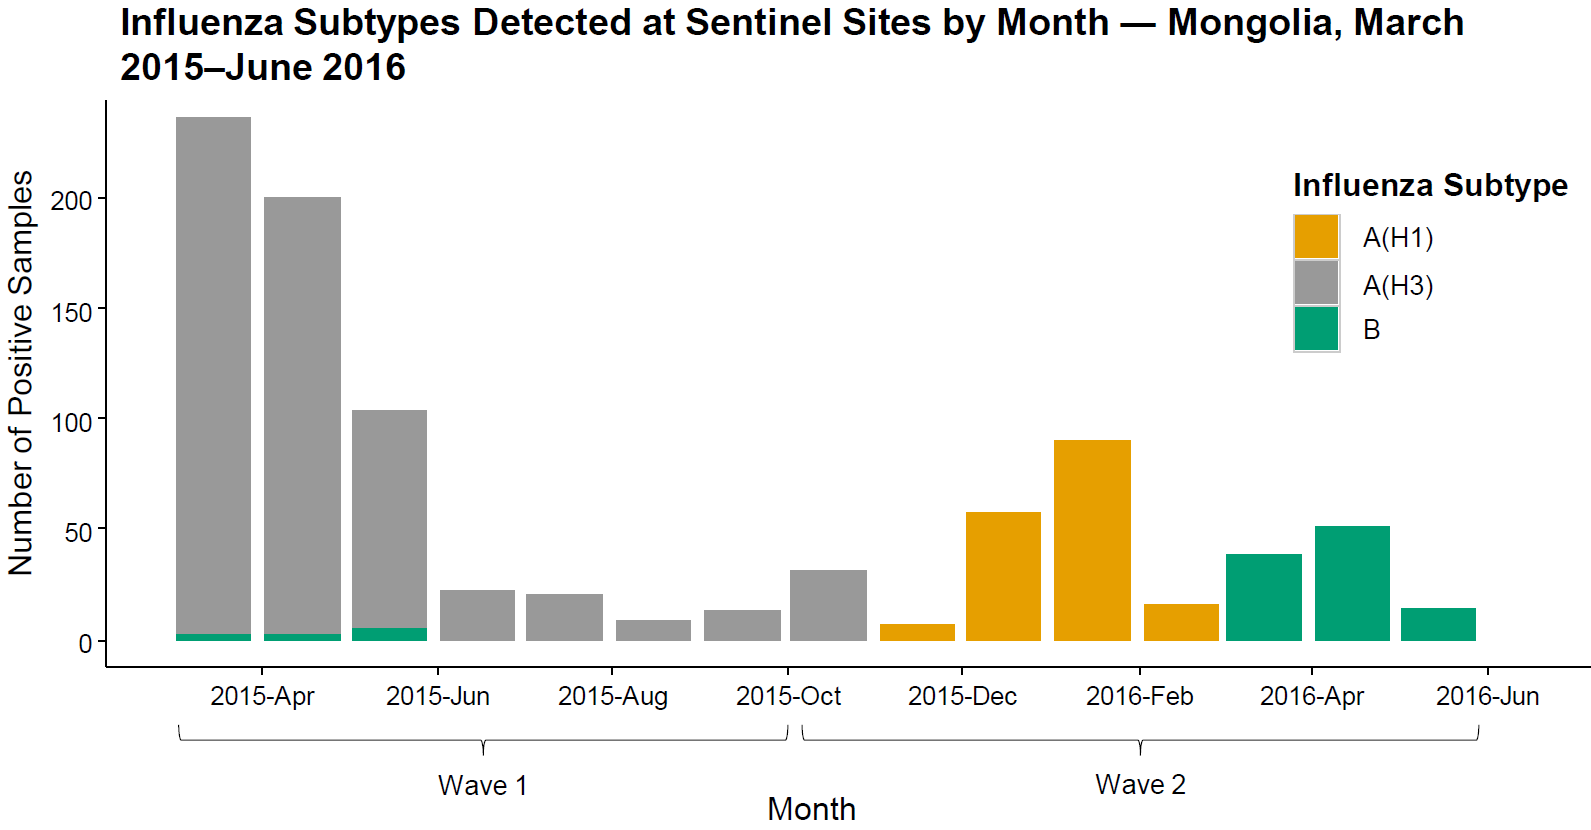 Influenza Subtypes Detected at Sentinel Sites by Month — Mongolia, March
2015–June 2016
Number of Positive Samples
200
150
100
50
0
Influenza Subtype
A(H1)
A(H3)
B
2015-Apr 2015-Jun 2015-Aug 2015-Oct 2015-Dec 2016-Feb 2016-Apr 2016-Jun
Wave 1 Wave 2
Month